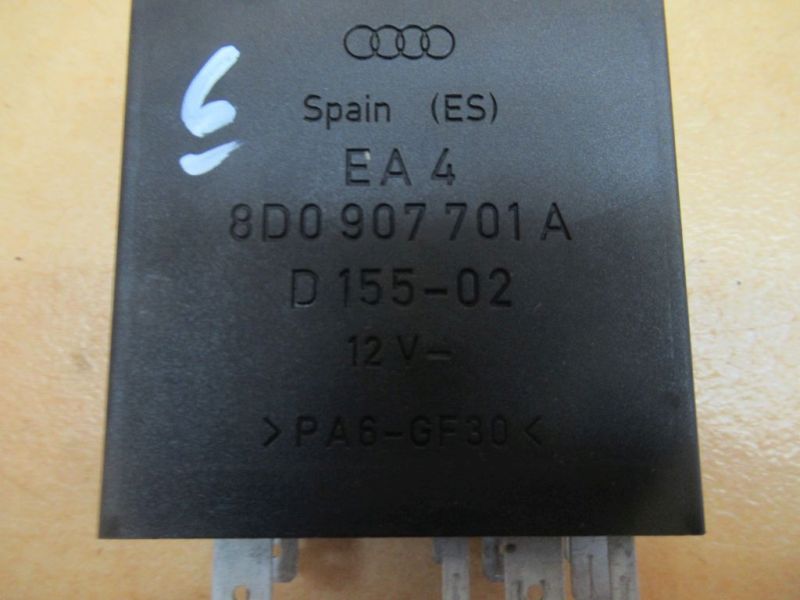 Spain (ES)
EA 4
8D0 907 701 A
D 155-02
12 V-
>PA6-GF30<